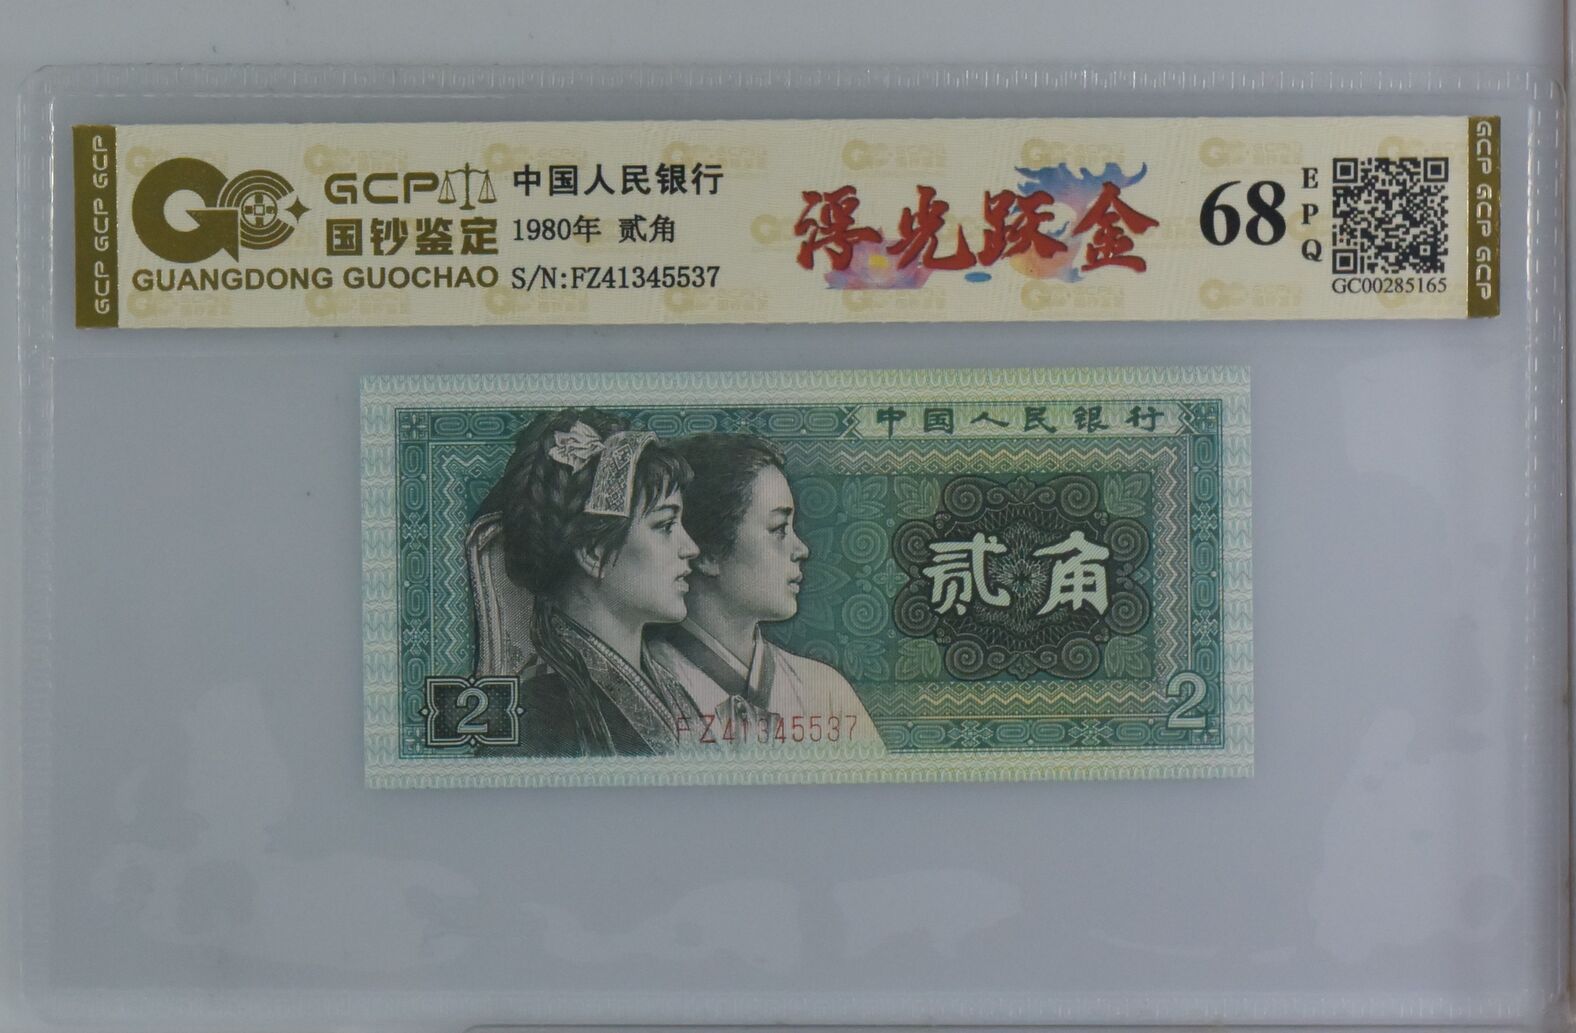 GCP GCP GCP
GCP
国钞鉴定
GUANGDONG GUOCHAO
中国人民银行
1980年 贰角
S/N:FZ41345537
浮光跃金
68
EPQ
GC00285165
GCP GCP GCP
中国人民银行
贰角
2
2
FZ41345537